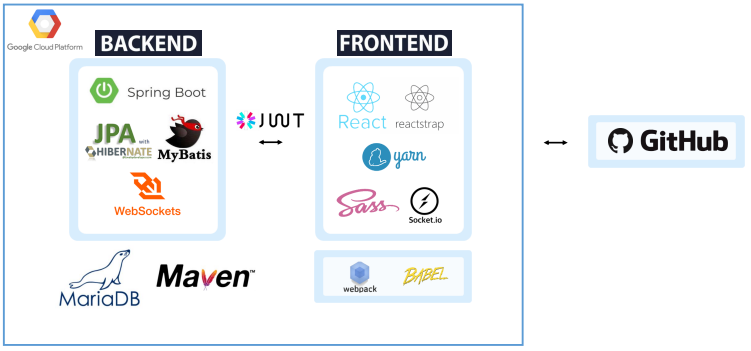 Google Cloud Platform
BACKEND
FRONTEND
Spring Boot
JPA with
HIBERNATE
MyBatis
WebSockets
JWT
React
reactstrap
yarn
Sass
Socket.io
GitHub
MariaDB
Maven™
webpack
BABEL